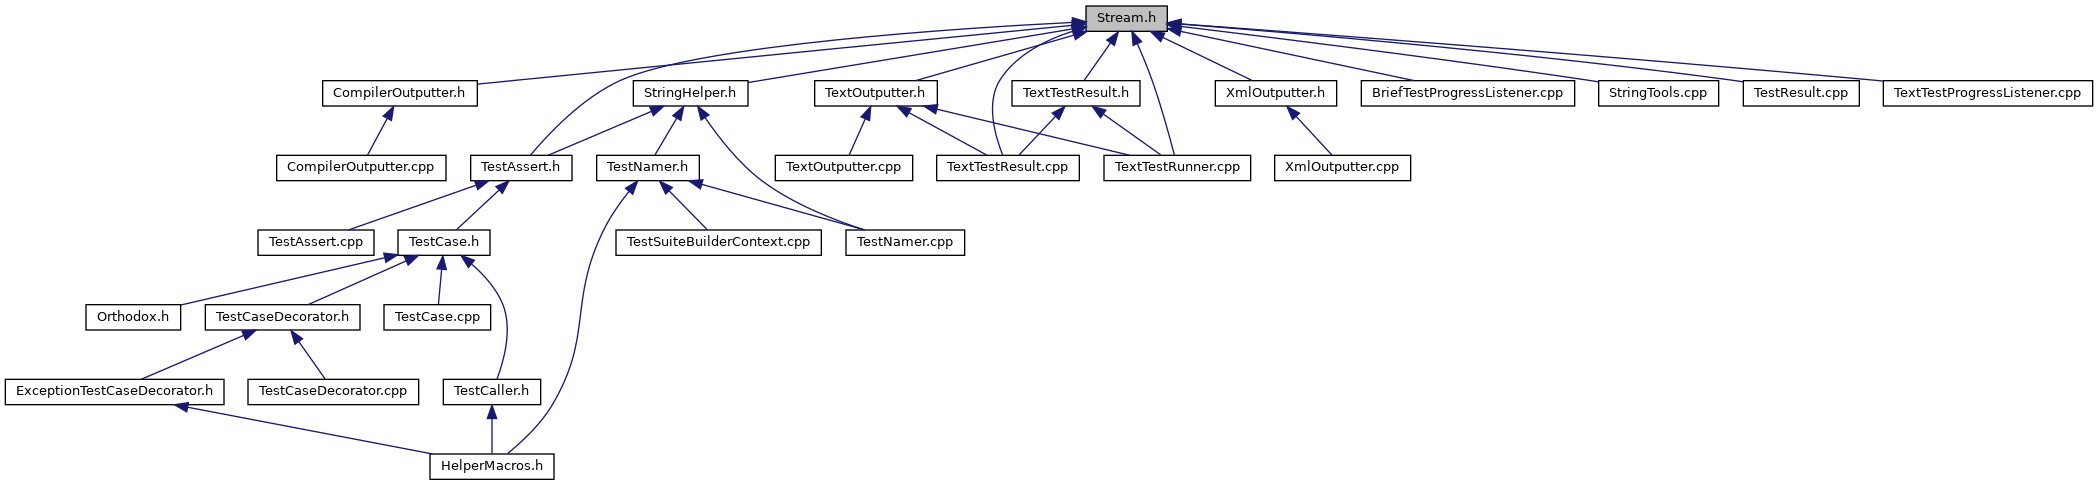 Stream.h
CompilerOutputter.h
StringHelper.h
TextOutputter.h
TextTestResult.h
XmlOutputter.h
BriefTestProgressListener.cpp
StringTools.cpp
TestResult.cpp
TextTestProgressListener.cpp
CompilerOutputter.cpp
TestAssert.h
TestNamer.h
TextOutputter.cpp
TextTestResult.cpp
TextTestRunner.cpp
XmlOutputter.cpp
TestAssert.cpp
TestCase.h
TestSuiteBuilderContext.cpp
TestNamer.cpp
Orthodox.h
TestCaseDecorator.h
TestCase.cpp
ExceptionTestCaseDecorator.h
TestCaseDecorator.cpp
TestCaller.h
HelperMacros.h